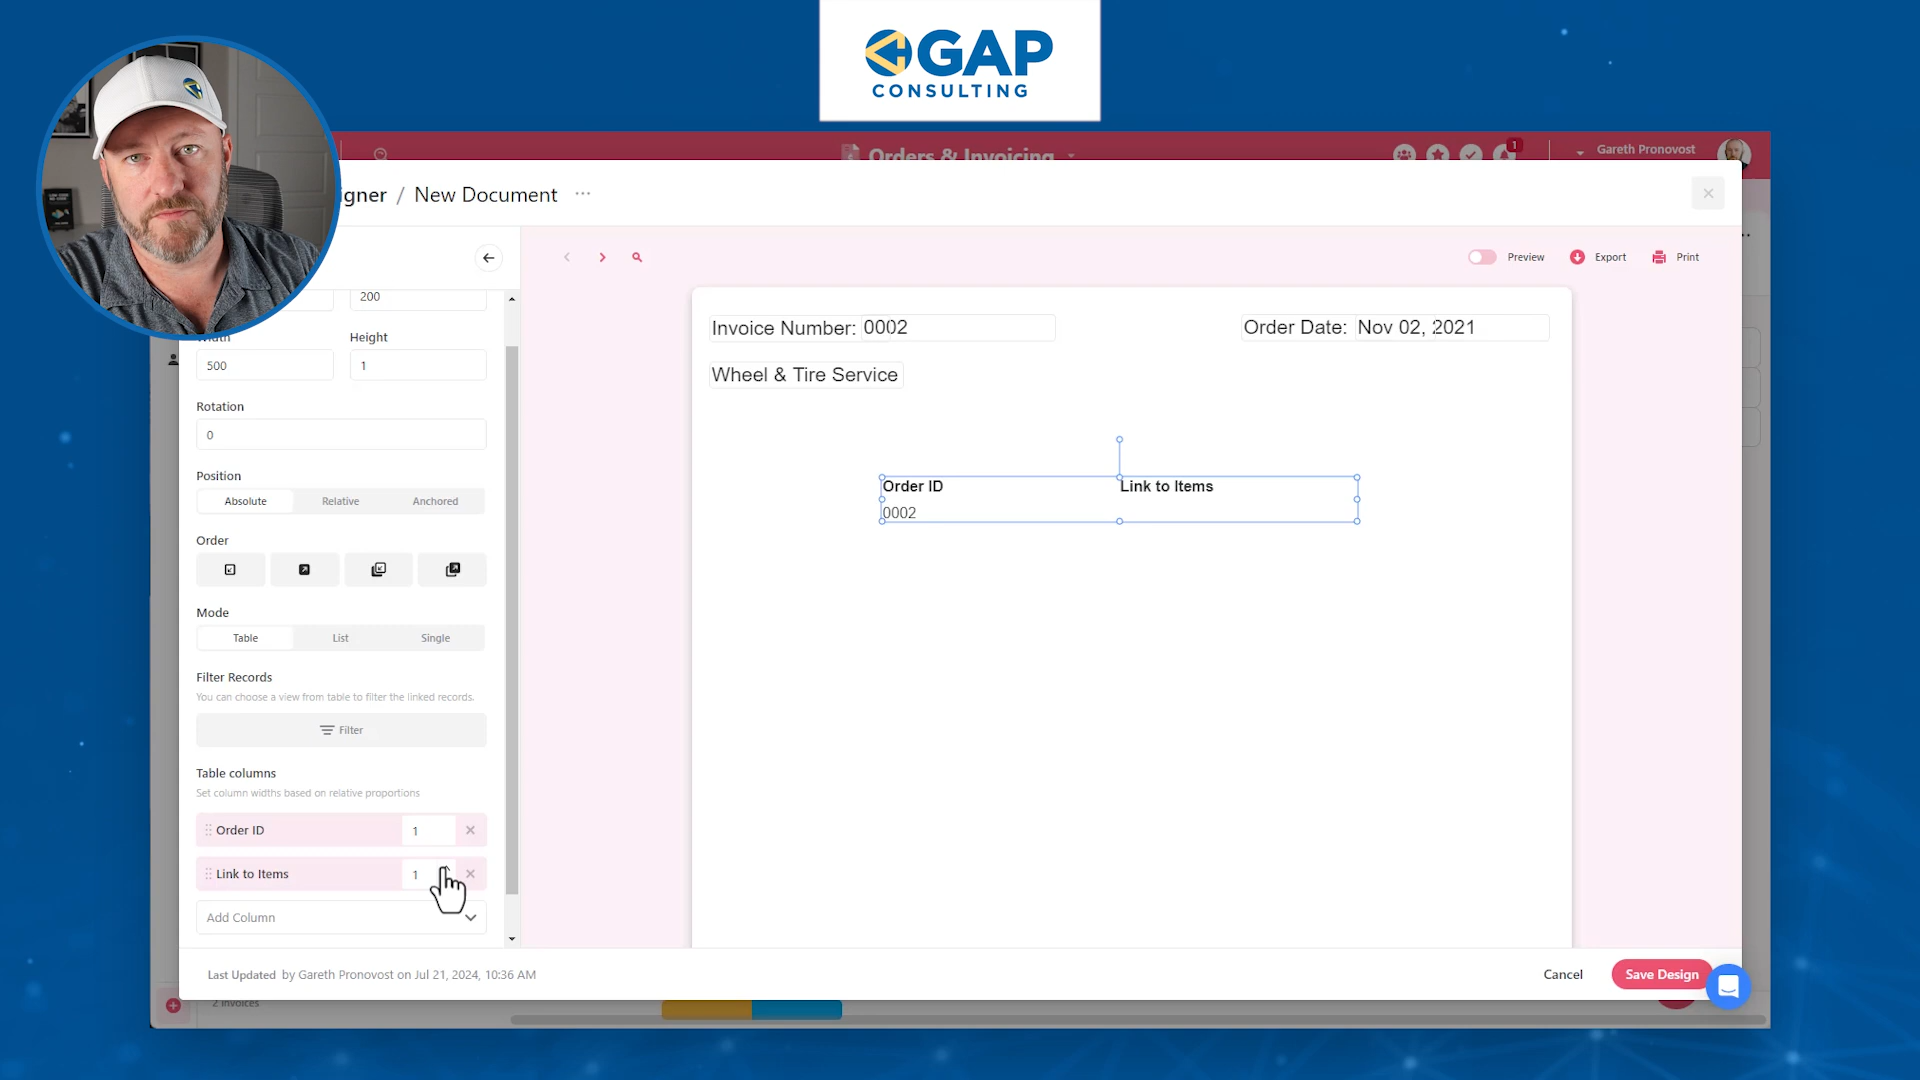 GAP
CONSULTING
Orders & Invoicing
1
Gareth Pronovost
igner / New Document ...
Preview
Export
Print
200
Width
Height
500
1
Rotation
0
Position
Absolute
Relative
Anchored
Order
Mode
Table
List
Single
Filter Records
You can choose a view from table to filter the linked records.
Filter
Table columns
Set column widths based on relative proportions
Order ID
1
Link to Items
1
Add Column
Invoice Number: 0002
Order Date: Nov 02, 2021
Wheel & Tire Service
Order ID
Link to Items
0002
Last Updated by Gareth Pronovost on Jul 21, 2024, 10:36 AM
Cancel
Save Design
2 invoices